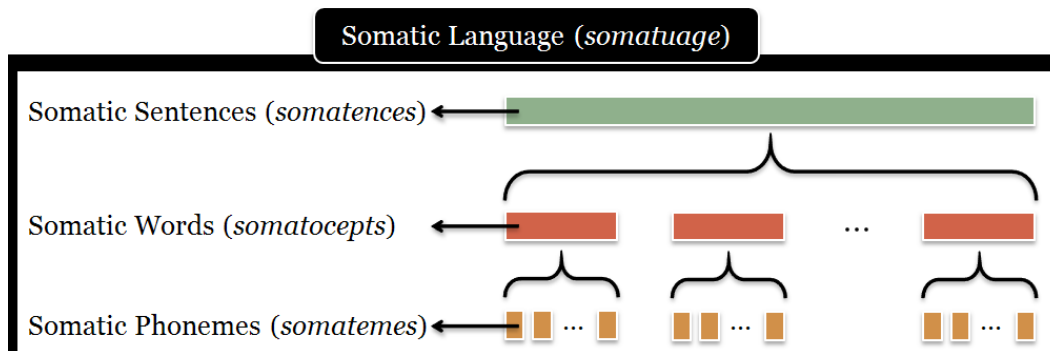 Somatic Language (somatuage)
Somatic Sentences (somatences)
Somatic Words (somatocepts)
...
Somatic Phonemes (somatemes)
... ... ...